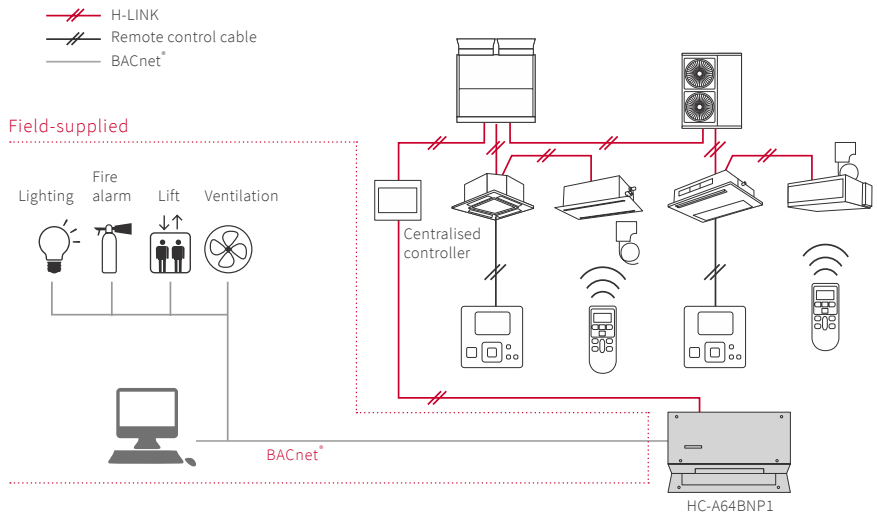 H-LINK
Remote control cable
BACnet®
Field-supplied
Lighting
Fire
alarm
Lift
Ventilation
Centralised
controller
BACnet®
HC-A64BNP1